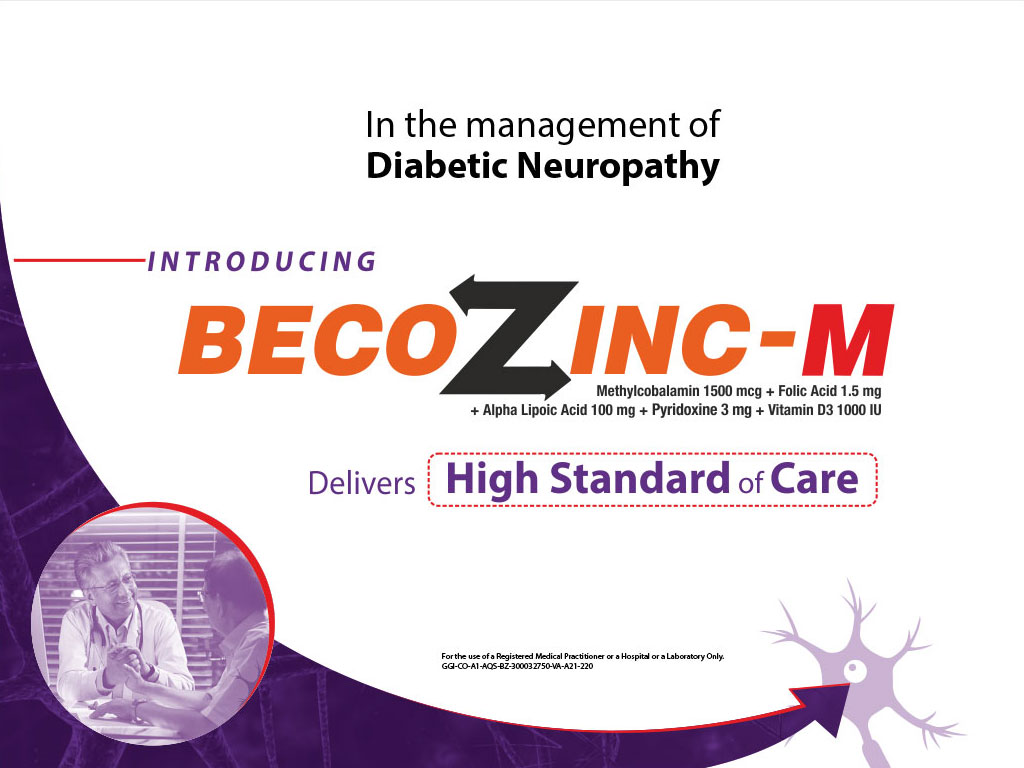 In the management of
Diabetic Neuropathy
INTRODUCING
BECOZINC-M
Methylcobalamin 1500 mcg + Folic Acid 1.5 mg
+ Alpha Lipoic Acid 100 mg + Pyridoxine 3 mg + Vitamin D3 1000 IU
Delivers High Standard of Care
For the use of a Registered Medical Practitioner or a Hospital or a Laboratory Only.
GGI-CO-A1-AQS-BZ-300032750-VA-A21-220